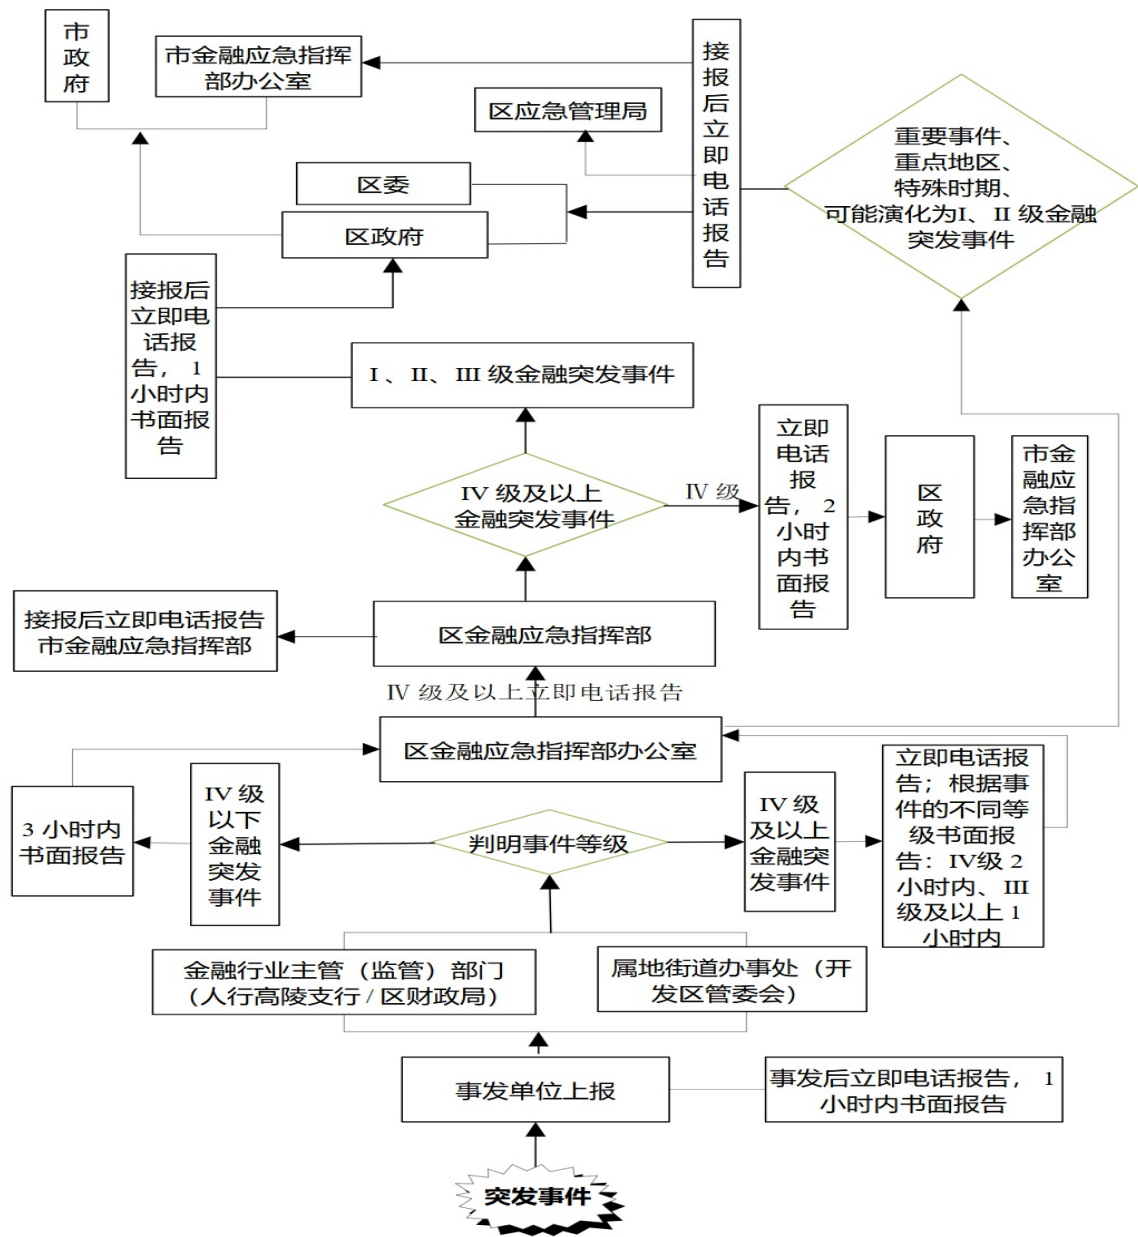 市
政
府
市金融应急指挥
部办公室
接
报
后
立
即
电
话
报
告
区应急管理局
重要事件、
重点地区、
特殊时期、
可能演化为I、II 级金融
突发事件
区委
区政府
接报后
立即电
话报
告，1
小时内
书面报
告
I 、II、III 级金融突发事件
立即
电话
报
告，2
小时
内书
面报
告
区
政
府
市金
融应
急指
挥部
办公
室
IV 级及以上
金融突发事件
IV 级
接报后立即电话报告
市金融应急指挥部
区金融应急指挥部
IV 级及以上立即电话报告
区金融应急指挥部办公室
3 小时内
书面报告
IV 级
以下
金融
突发
事件
判明事件等级
IV 级
及以上
金融突
发事件
立即电话报
告；根据事
件的不同等
级书面报
告：IV级 2
小时内、III
级及以上 1
小时内
金融行业主管（监管）部门
（人行高陵支行 / 区财政局）
属地街道办事处（开
发区管委会）
事发单位上报
事发后立即电话报告，1
小时内书面报告
突发事件